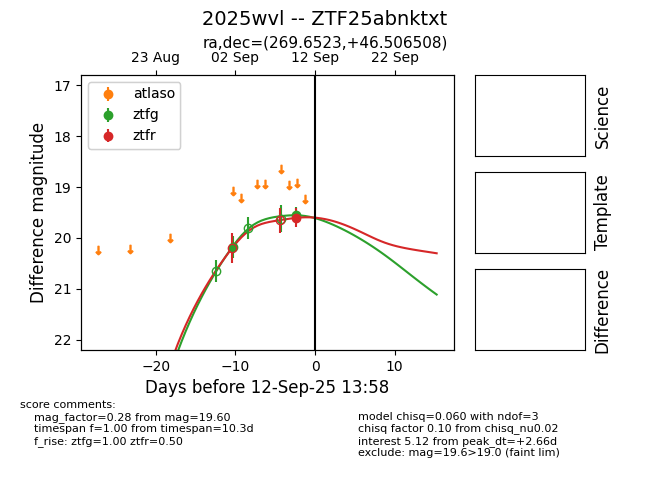 2025wvl -- ZTF25abnktxt
ra,dec=(269.6523,+46.506508)
23 Aug 02 Sep 12 Sep 22 Sep
atlaso
ztfg
ztfr
17
18
19
20
21
22
Difference magnitude
−20 −10 0 10
Days before 12-Sep-25 13:58
Science
Template
Difference
score comments:
mag_factor=0.28 from mag=19.60
timespan f=1.00 from timespan=10.3d
f_rise: ztfg=1.00 ztfr=0.50
model chisq=0.060 with ndof=3
chisq factor 0.10 from chisq_nu0.02
interest 5.12 from peak_dt=+2.66d
exclude: mag=19.6>19.0 (faint lim)